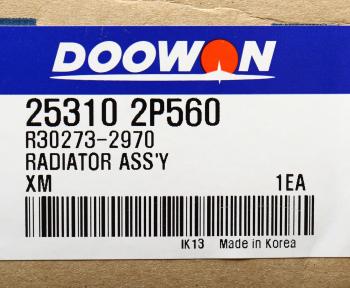 DOOWON
25310 2P560
R30273-2970
RADIATOR ASS'Y
XM 1EA
IK13 Made in Korea